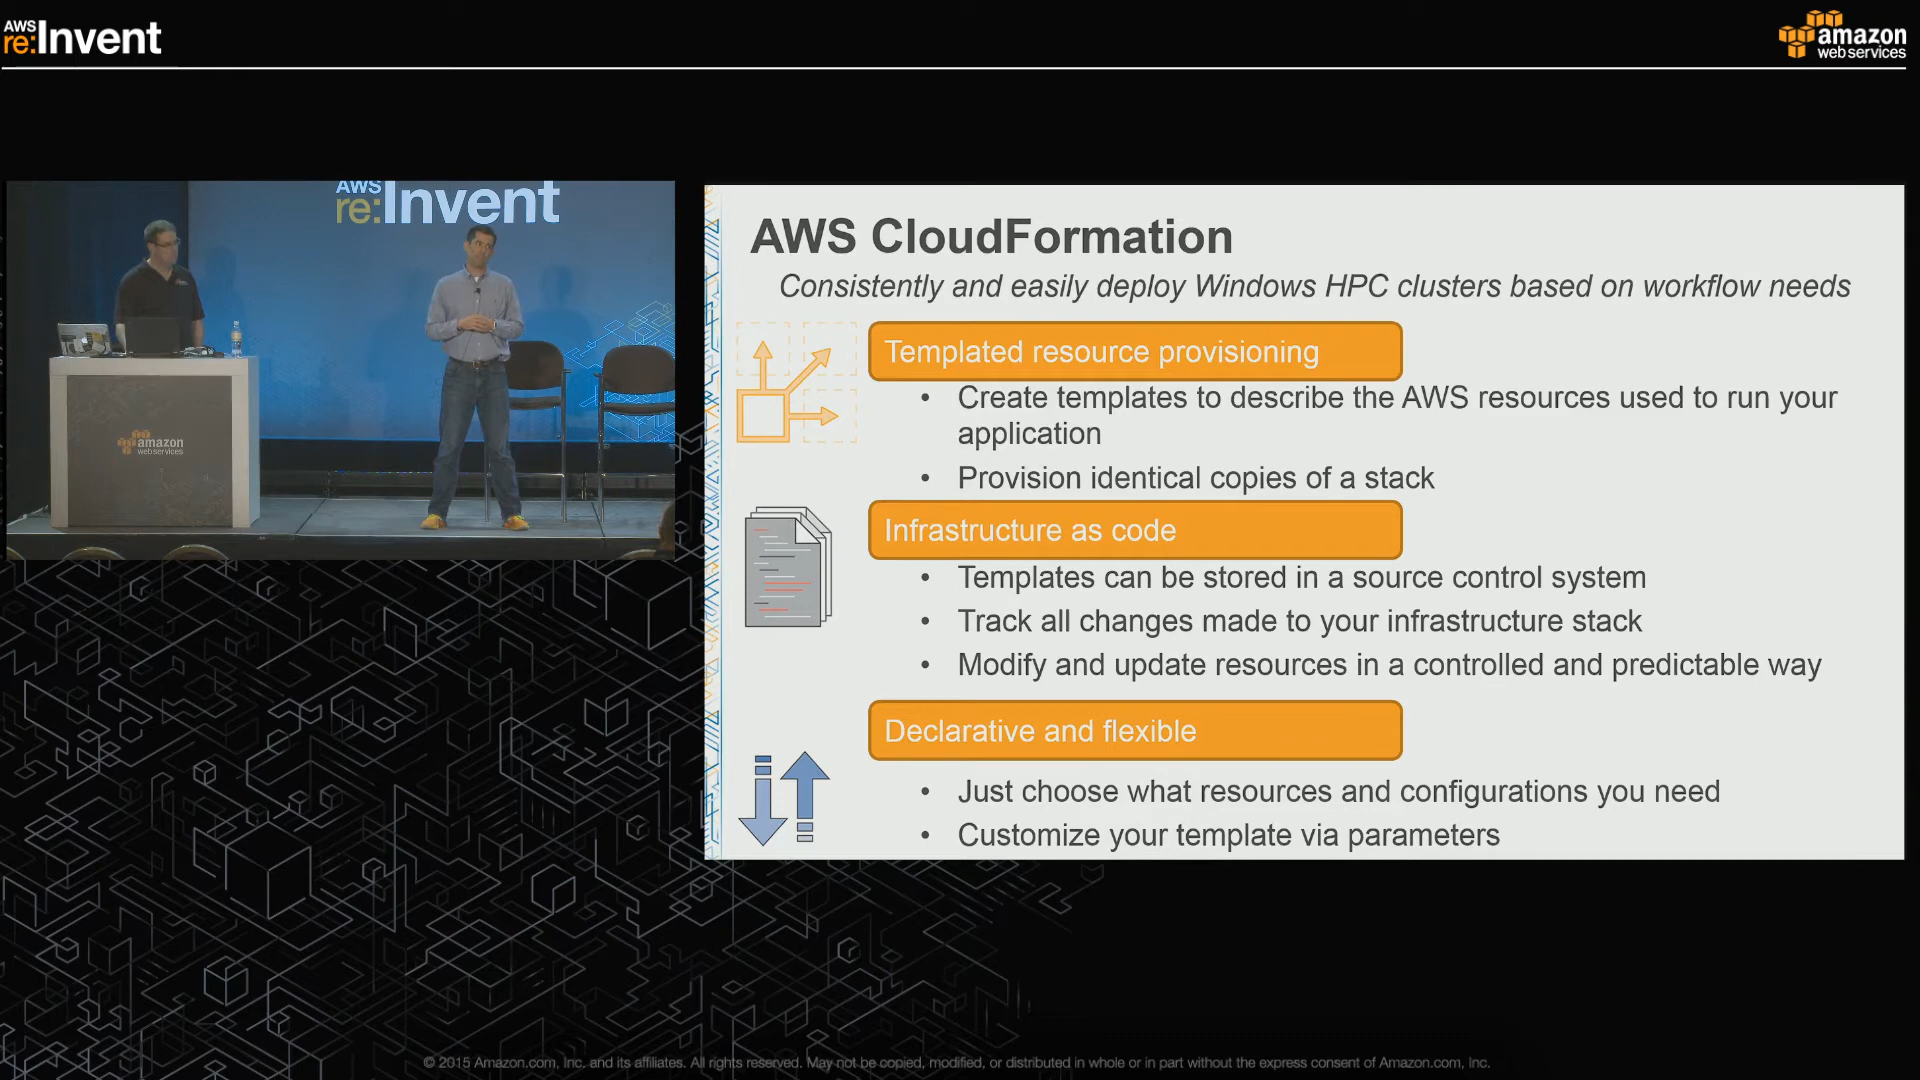 AWS
re:Invent
amazon
web services
AWS
re:Invent
amazon
web services
AWS CloudFormation
Consistently and easily deploy Windows HPC clusters based on workflow needs
Templated resource provisioning
• Create templates to describe the AWS resources used to run your
application
• Provision identical copies of a stack
Infrastructure as code
• Templates can be stored in a source control system
• Track all changes made to your infrastructure stack
• Modify and update resources in a controlled and predictable way
Declarative and flexible
• Just choose what resources and configurations you need
• Customize your template via parameters
© 2015 Amazon.com, Inc. and its affiliates. All rights reserved. May not be copied, modified, or distributed in whole or in part without the express consent of Amazon.com, Inc.